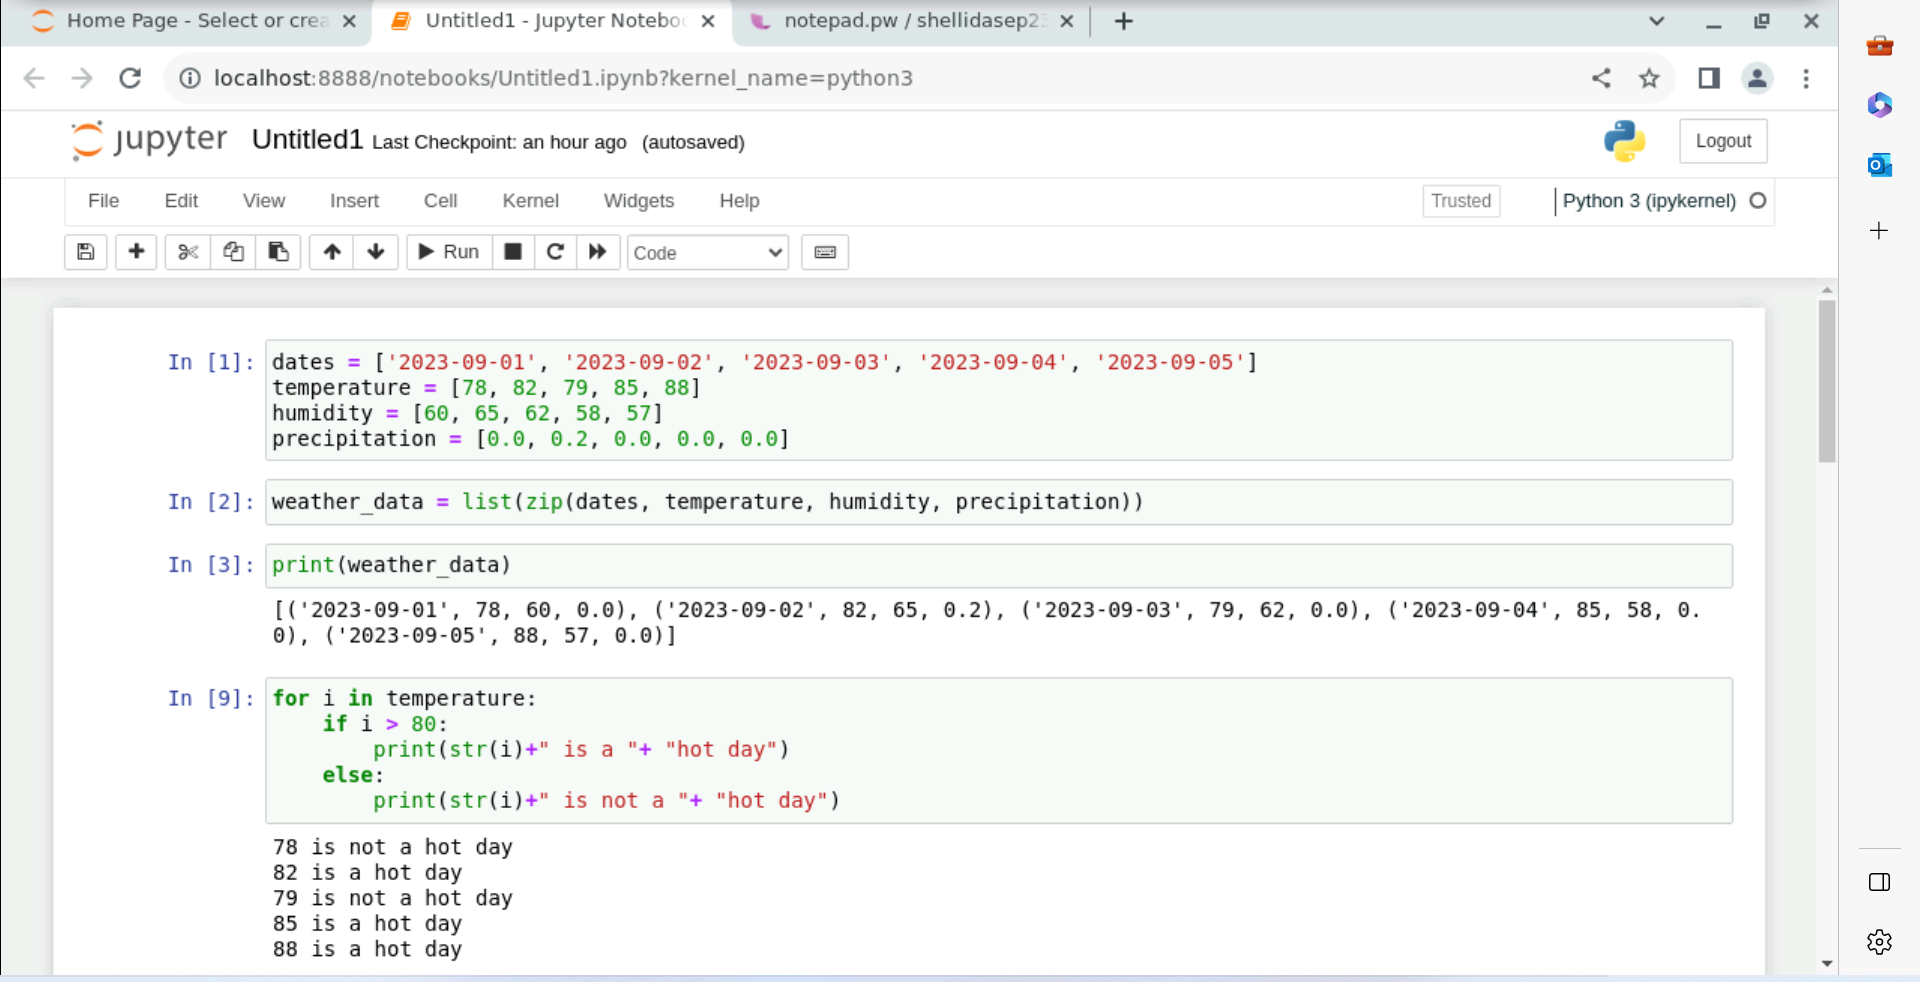 Home Page - Select or crea
Untitled1 - Jupyter Noteboo
notepad.pw / shellidasep23
localhost:8888/notebooks/Untitled1.ipynb?kernel_name=python3
jupyter Untitled1 Last Checkpoint: an hour ago (autosaved)
Logout
File Edit View Insert Cell Kernel Widgets Help
Trusted
Python 3 (ipykernel)
Run
Code
In [1]: dates = ['2023-09-01', '2023-09-02', '2023-09-03', '2023-09-04', '2023-09-05']
temperature = [78, 82, 79, 85, 88]
humidity = [60, 65, 62, 58, 57]
precipitation = [0.0, 0.2, 0.0, 0.0, 0.0]
In [2]: weather_data = list(zip(dates, temperature, humidity, precipitation))
In [3]: print(weather_data)
[('2023-09-01', 78, 60, 0.0), ('2023-09-02', 82, 65, 0.2), ('2023-09-03', 79, 62, 0.0), ('2023-09-04', 85, 58, 0.
0), ('2023-09-05', 88, 57, 0.0)]
In [9]: for i in temperature:
    if i > 80:
        print(str(i)+" is a "+ "hot day")
    else:
        print(str(i)+" is not a "+ "hot day")
78 is not a hot day
82 is a hot day
79 is not a hot day
85 is a hot day
88 is a hot day